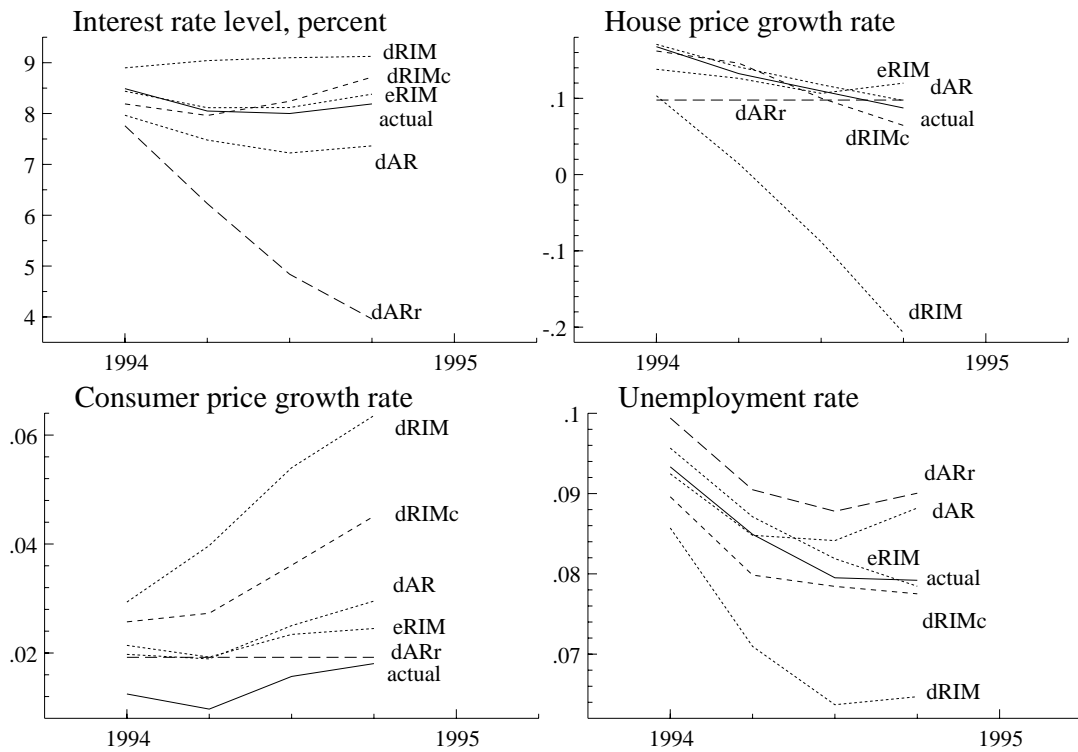 Interest rate level, percent
9
8
7
6
5
4
dRIM
dRIMc
eRIM
actual
dAR
dARr
1994
1995
House price growth rate
.1
0
-.1
-.2
eRIM
dAR
dARr
actual
dRIMc
dRIM
1994
1995
Consumer price growth rate
.06
.04
.02
dRIM
dRIMc
dAR
eRIM
dARr
actual
1994
1995
Unemployment rate
.1
.09
.08
.07
dARr
dAR
eRIM
actual
dRIMc
dRIM
1994
1995